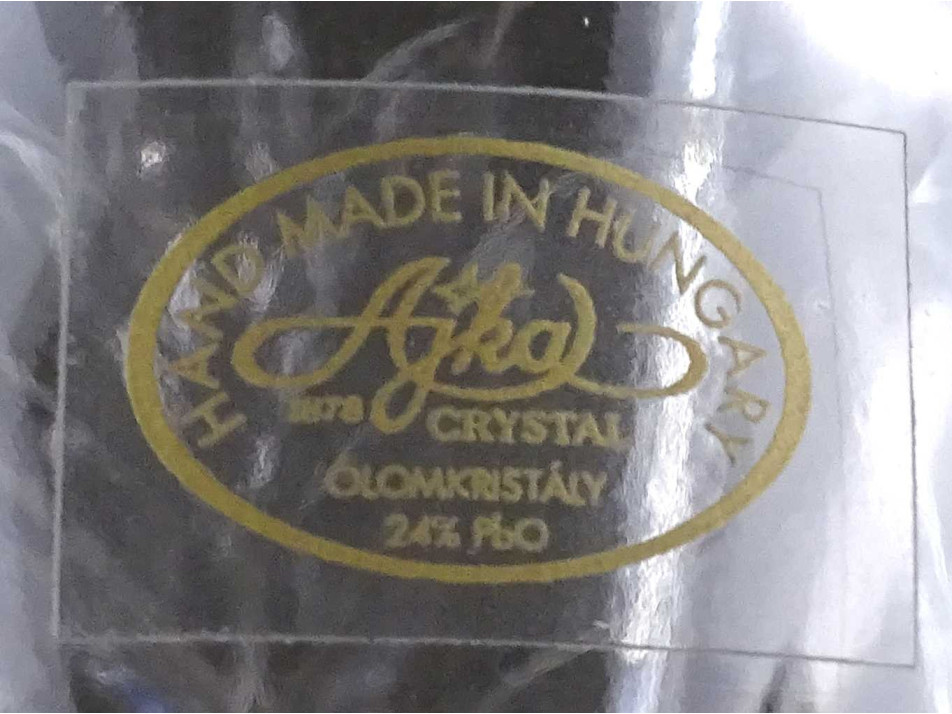 HAND MADE IN HUNGARY
Ajka
1878 CRYSTAL
ÓLOMKRISTÁLY
24% PbO